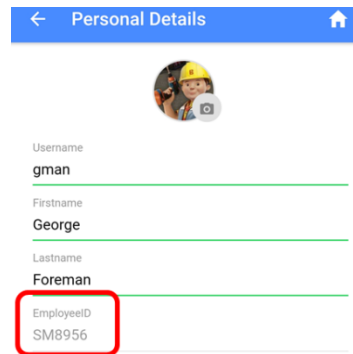 Personal Details
Username
gman
Firstname
George
Lastname
Foreman
EmployeeID
SM8956